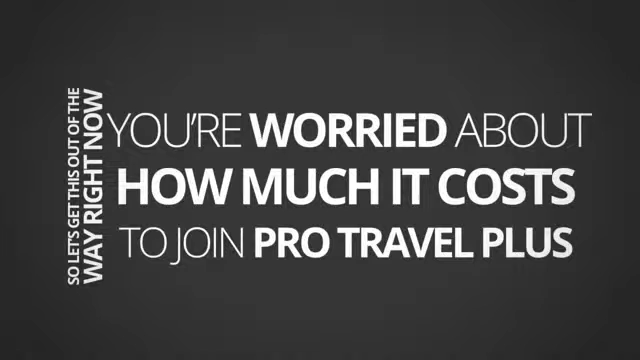 SO LET'S GET THIS OUT OF THE
WAY RIGHT NOW
YOU'RE WORRIED ABOUT
HOW MUCH IT COSTS
TO JOIN PRO TRAVEL PLUS